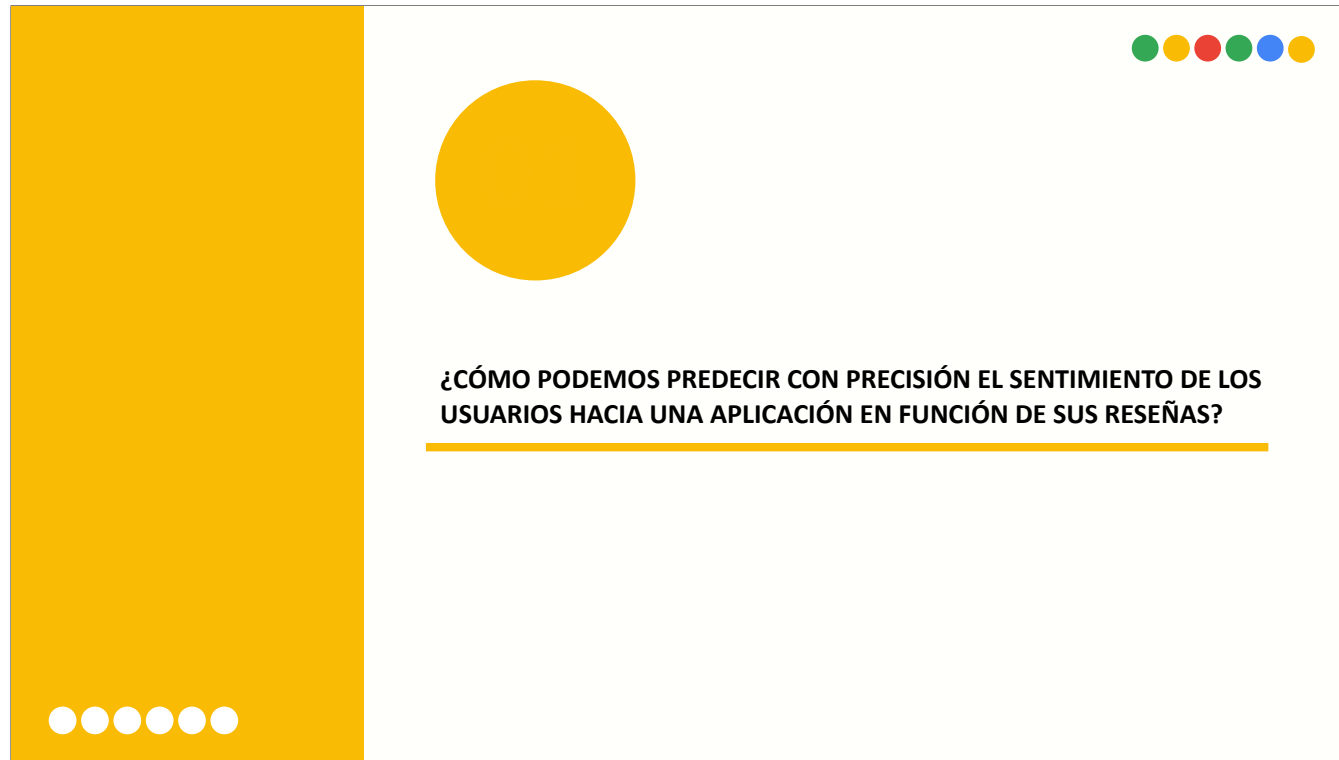 ¿CÓMO PODEMOS PREDECIR CON PRECISIÓN EL SENTIMIENTO DE LOS
USUARIOS HACIA UNA APLICACIÓN EN FUNCIÓN DE SUS RESEÑAS?